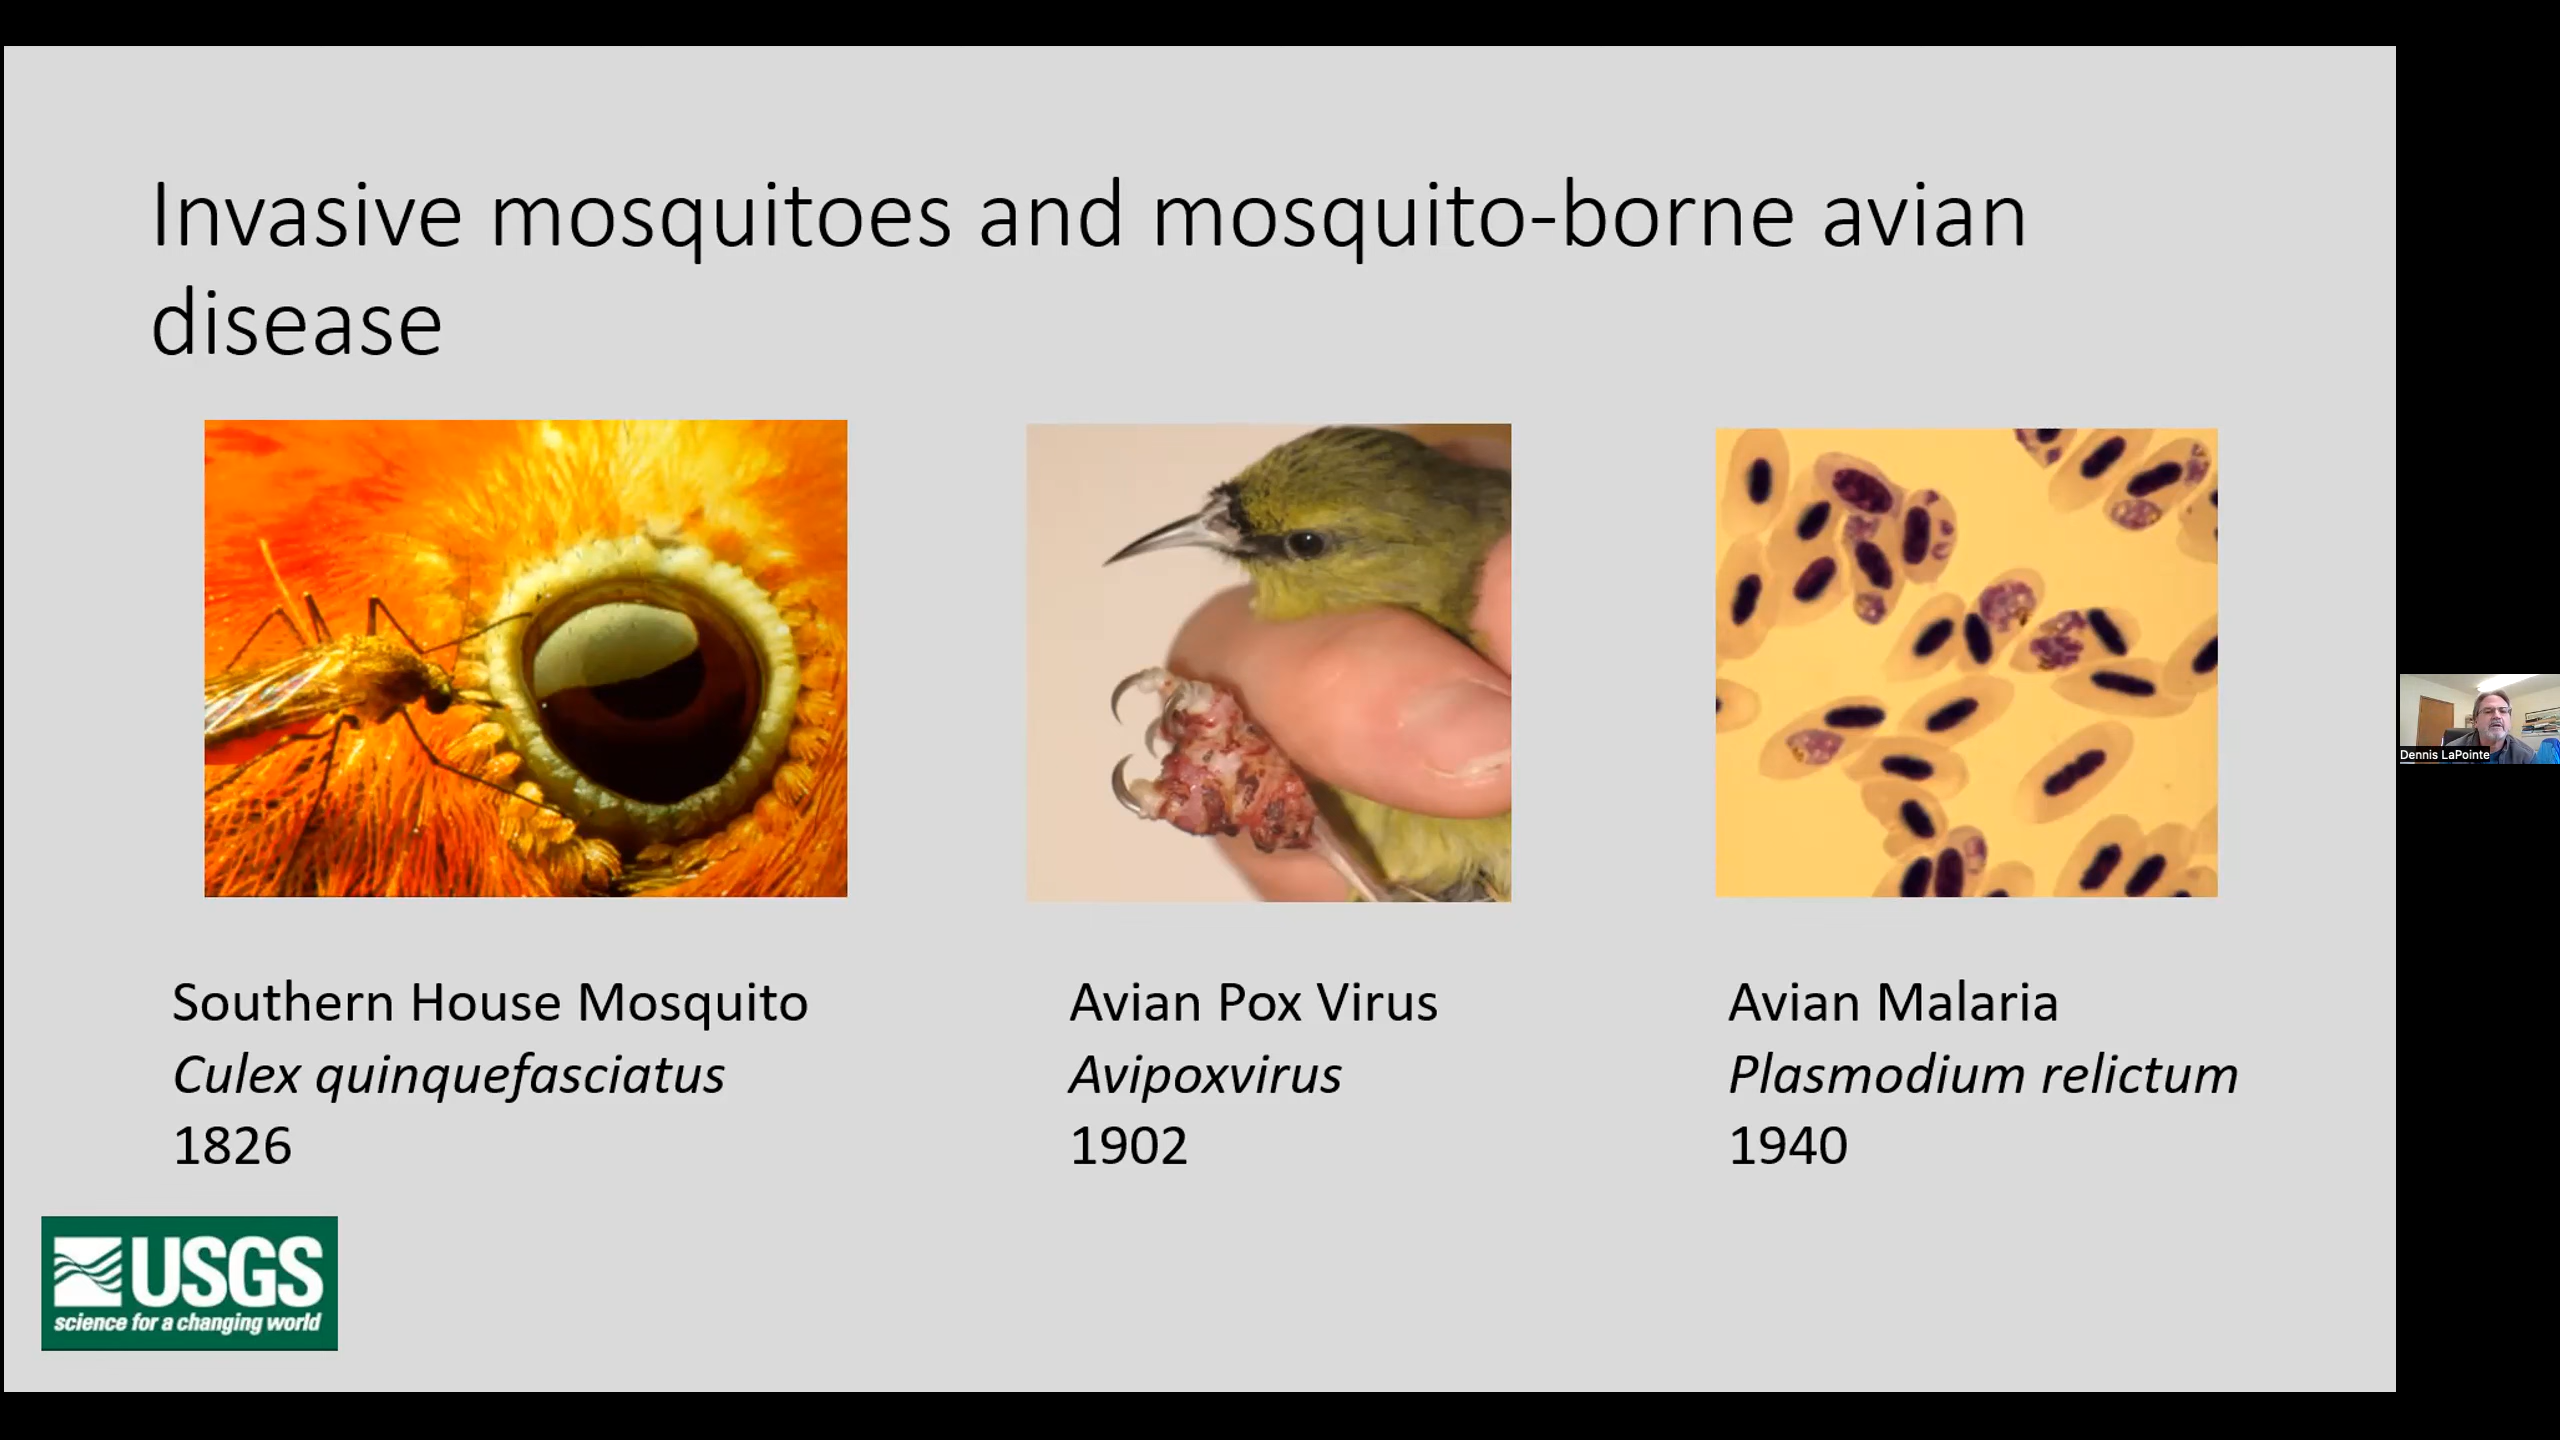 Invasive mosquitoes and mosquito-borne avian
disease
Southern House Mosquito
Culex quinquefasciatus
1826
Avian Pox Virus
Avipoxvirus
1902
Avian Malaria
Plasmodium relictum
1940
USGS
science for a changing world
Dennis LaPointe